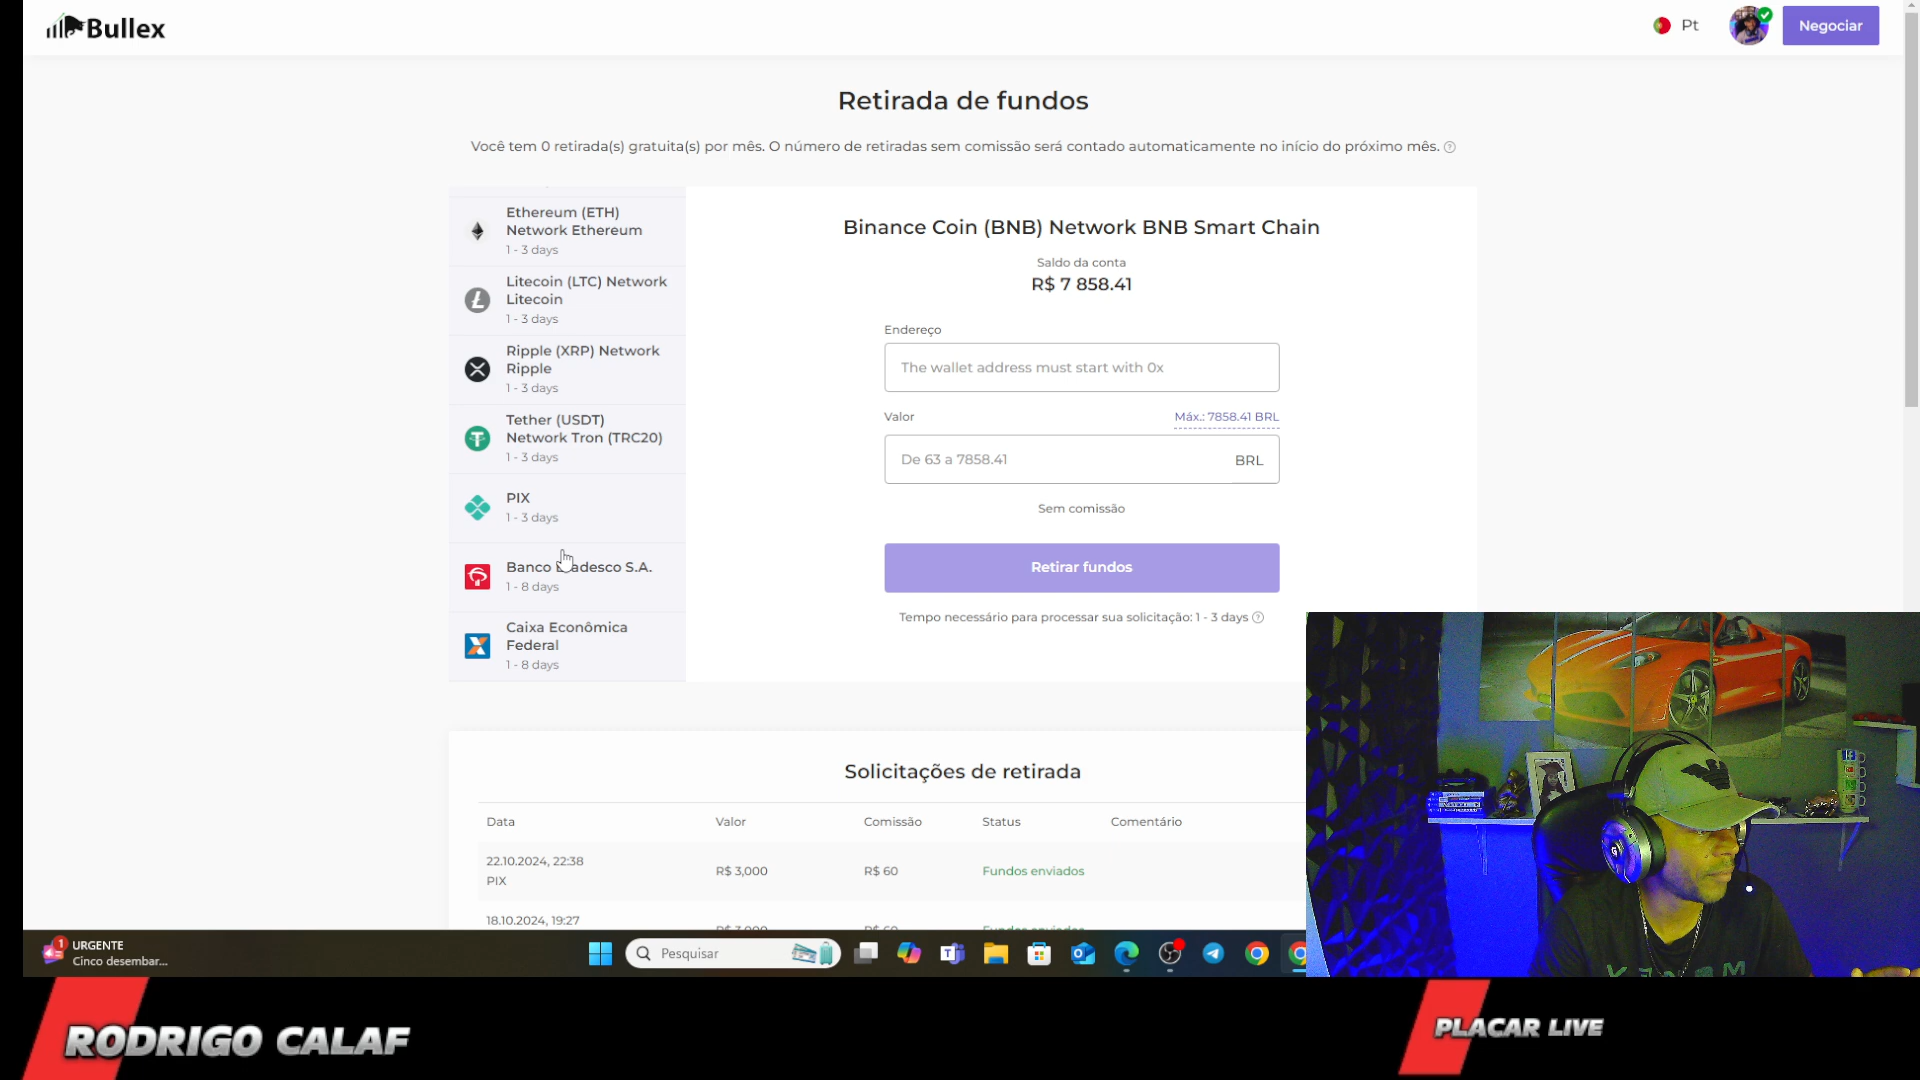 Bullex
Pt
Negociar
Retirada de fundos
Você tem 0 retirada(s) gratuita(s) por mês. O número de retiradas sem comissão será contado automaticamente no início do próximo mês.
Ethereum (ETH)
Network Ethereum
1 - 3 days
Litecoin (LTC) Network
Litecoin
1 - 3 days
Ripple (XRP) Network
Ripple
1 - 3 days
Tether (USDT)
Network Tron (TRC20)
1 - 3 days
PIX
1 - 3 days
Banco S.A.
1 - 8 days
Caixa Econômica
Federal
1 - 8 days
Binance Coin (BNB) Network BNB Smart Chain
Saldo da conta
R$ 7 858.41
Endereço
The wallet address must start with 0x
Valor
Máx.: 7858.41 BRL
De 63 a 7858.41
BRL
Sem comissão
Retirar fundos
Tempo necessário para processar sua solicitação: 1 - 3 days
Solicitações de retirada
Data Valor Comissão Status Comentário
22.10.2024, 22:38
PIX
R$ 3,000 R$ 60 Fundos enviados
18.10.2024, 19:27
1
URGENTE
Cinco desembar...
Pesquisar
RODRIGO CALAF
PLACAR LIVE